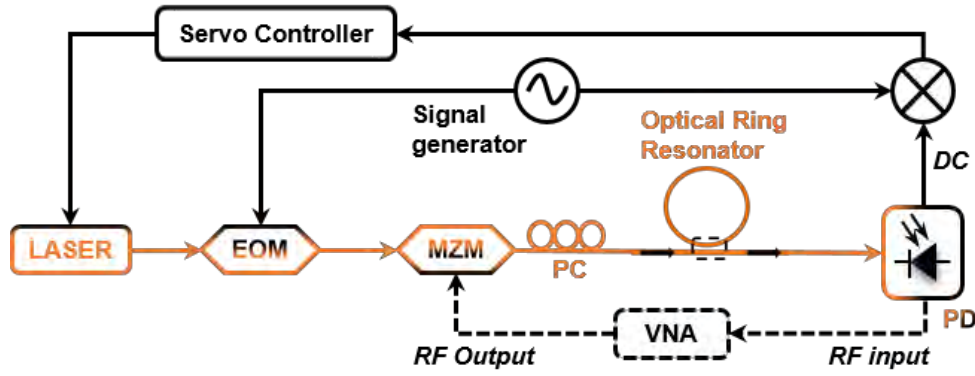 Servo Controller
Signal
generator
Optical Ring
Resonator
DC
LASER
EOM
MZM
PC
PD
VNA
RF Output
RF input